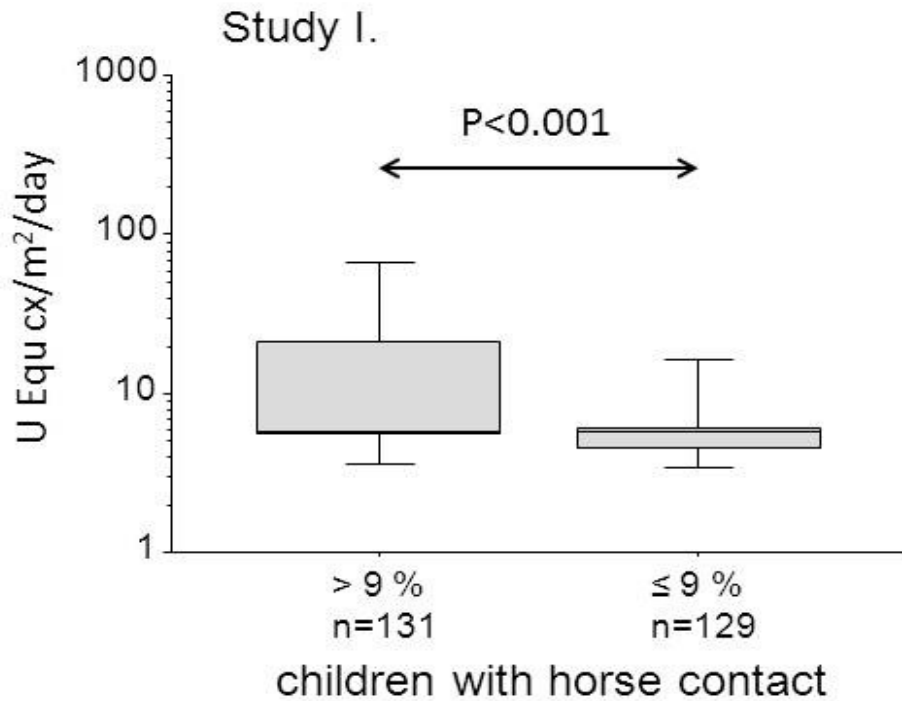 Study I.
1000
100
10
1
U Equ cx/m²/day
P<0.001
> 9 %
n=131
≤ 9 %
n=129
children with horse contact